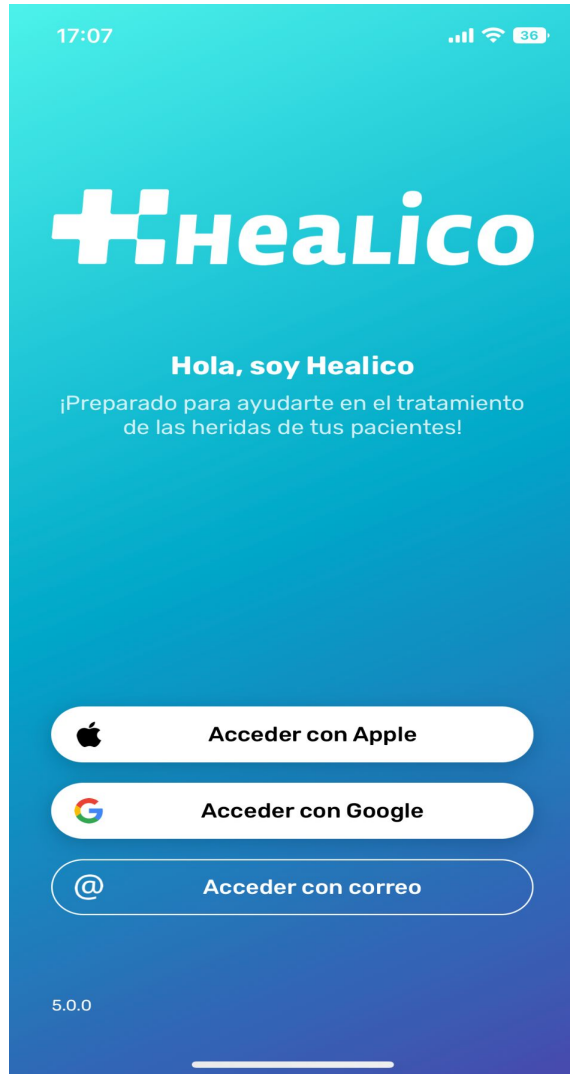 17:07
36
Healico
Hola, soy Healico
¡Preparado para ayudarte en el tratamiento
de las heridas de tus pacientes!
Acceder con Apple
Acceder con Google
@ Acceder con correo
5.0.0